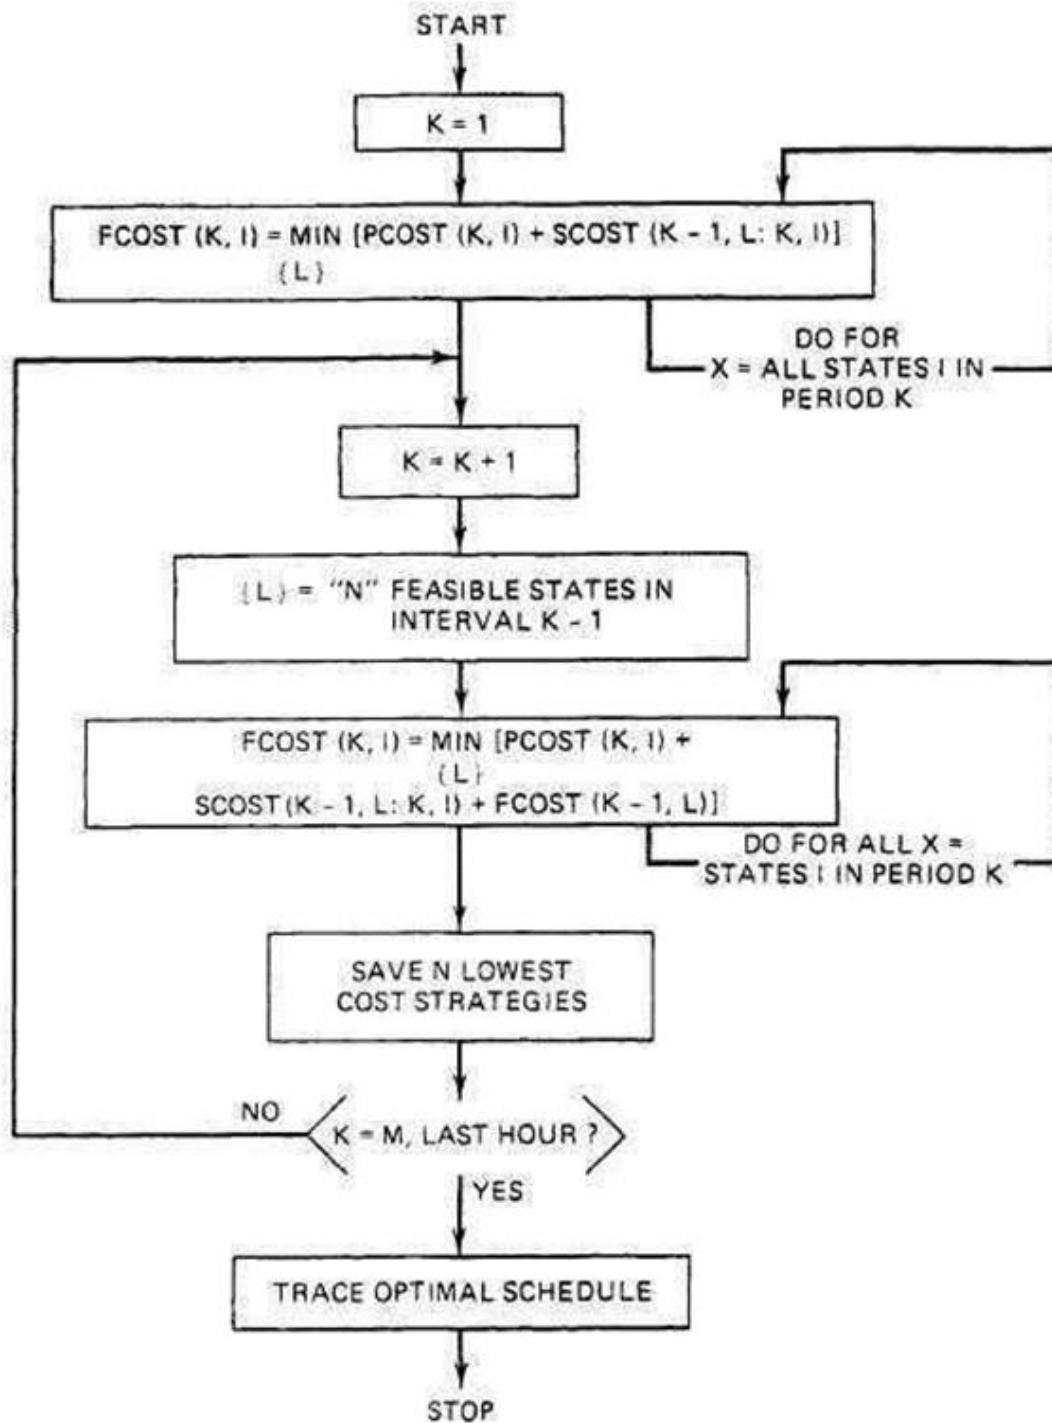 START
K = 1
FCOST (K, I) = MIN [PCOST (K, I) + SCOST (K - 1, L: K, I)]
{L}
DO FOR
X = ALL STATES I IN
PERIOD K
K = K + 1
{L} = "N" FEASIBLE STATES IN
INTERVAL K - 1
FCOST (K, I) = MIN [PCOST (K, I) +
{L}
SCOST(K - 1, L: K, I) + FCOST (K - 1, L)]
DO FOR ALL X =
STATES I IN PERIOD K
SAVE N LOWEST
COST STRATEGIES
NO
K = M, LAST HOUR ?
YES
TRACE OPTIMAL SCHEDULE
STOP